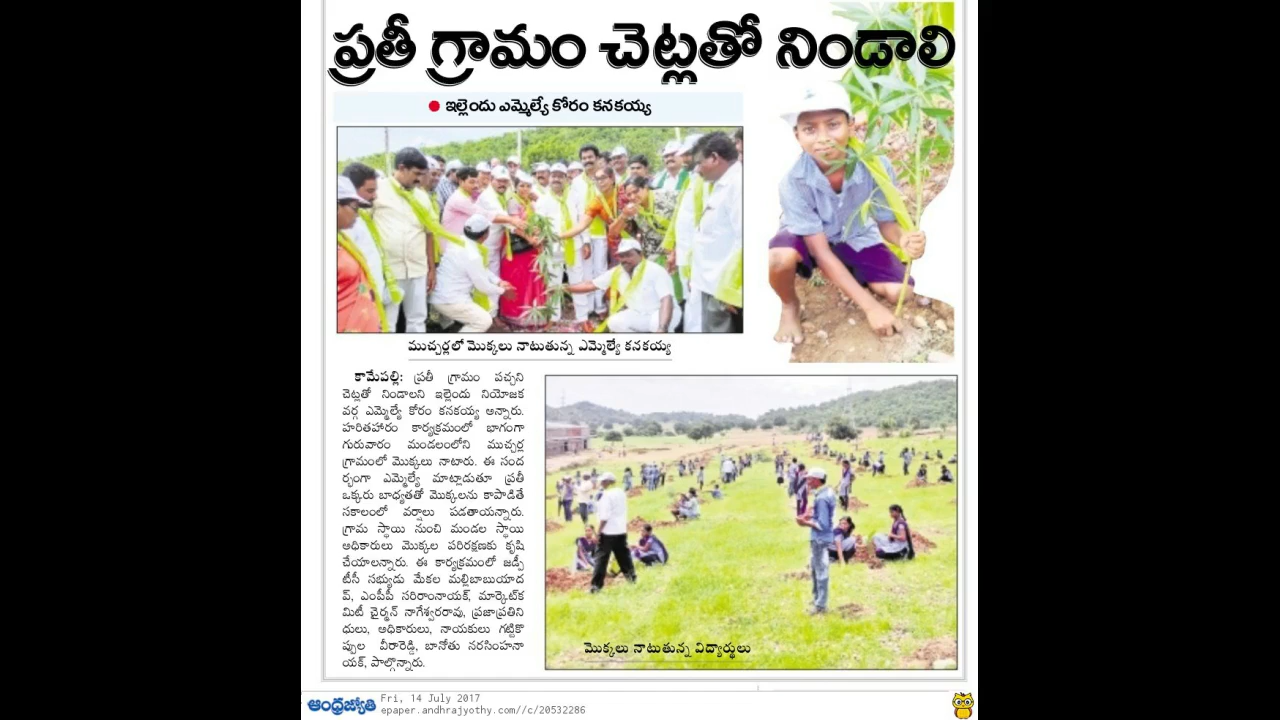 ప్రతీ గ్రామం చెట్లతో నిండాలి
ఇల్లెందు ఎమ్మెల్యే కోరం కనకయ్య
ముచ్చర్లలో మొక్కలు నాటుతున్న ఎమ్మెల్యే కనకయ్య
కామేపల్లి: ప్రతీ గ్రామం పచ్చని
చెట్లతో నిండాలని ఇల్లెందు నియోజక
వర్గ ఎమ్మెల్యే కోరం కనకయ్య అన్నారు.
హరితహారం కార్యక్రమంలో భాగంగా
గురువారం మండలంలోని ముచ్చర్ల
గ్రామంలో మొక్కలు నాటారు. ఈ సంద
ర్భంగా ఎమ్మెల్యే మాట్లాడుతూ ప్రతీ
ఒక్కరు బాధ్యతతో మొక్కలను కాపాడితే
సకాలంలో వర్షాలు పడతాయన్నారు.
గ్రామ స్థాయి నుంచి మండల స్థాయి
అధికారులు మొక్కల పరిరక్షణకు కృషి
చేయాలన్నారు. ఈ కార్యక్రమంలో జడ్పీ
టీసీ సభ్యుడు మేకల మల్లిబాబుయాద
వ్, ఎంపీపీ సరిరాంనాయక్, మార్కెట్‌క
మిటీ చైర్మన్ నాగేశ్వరరావు, ప్రజాప్రతిని
ధులు, అధికారులు, నాయకులు గట్టికొ
ప్పుల వీరారెడ్డి, బానోతు నరసింహనా
యక్, పాల్గొన్నారు.
మొక్కలు నాటుతున్న విద్యార్థులు
ఆంధ్రజ్యోతి
Fri, 14 July 2017
epaper.andhrajyothy.com//c/20532286